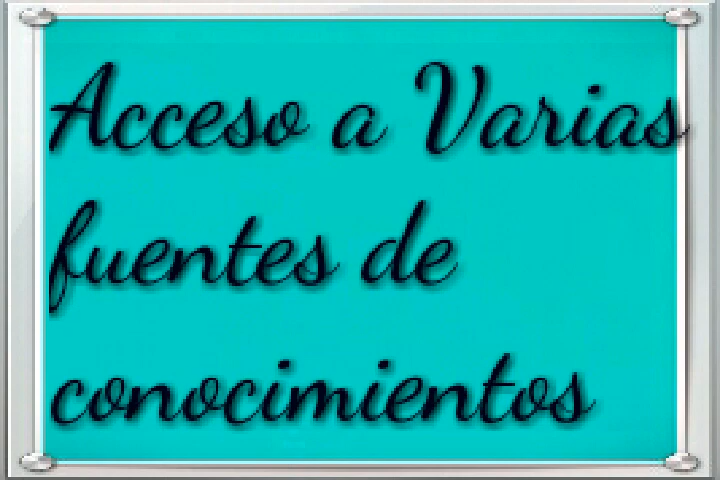 Acceso a Varias
fuentes de
conocimientos